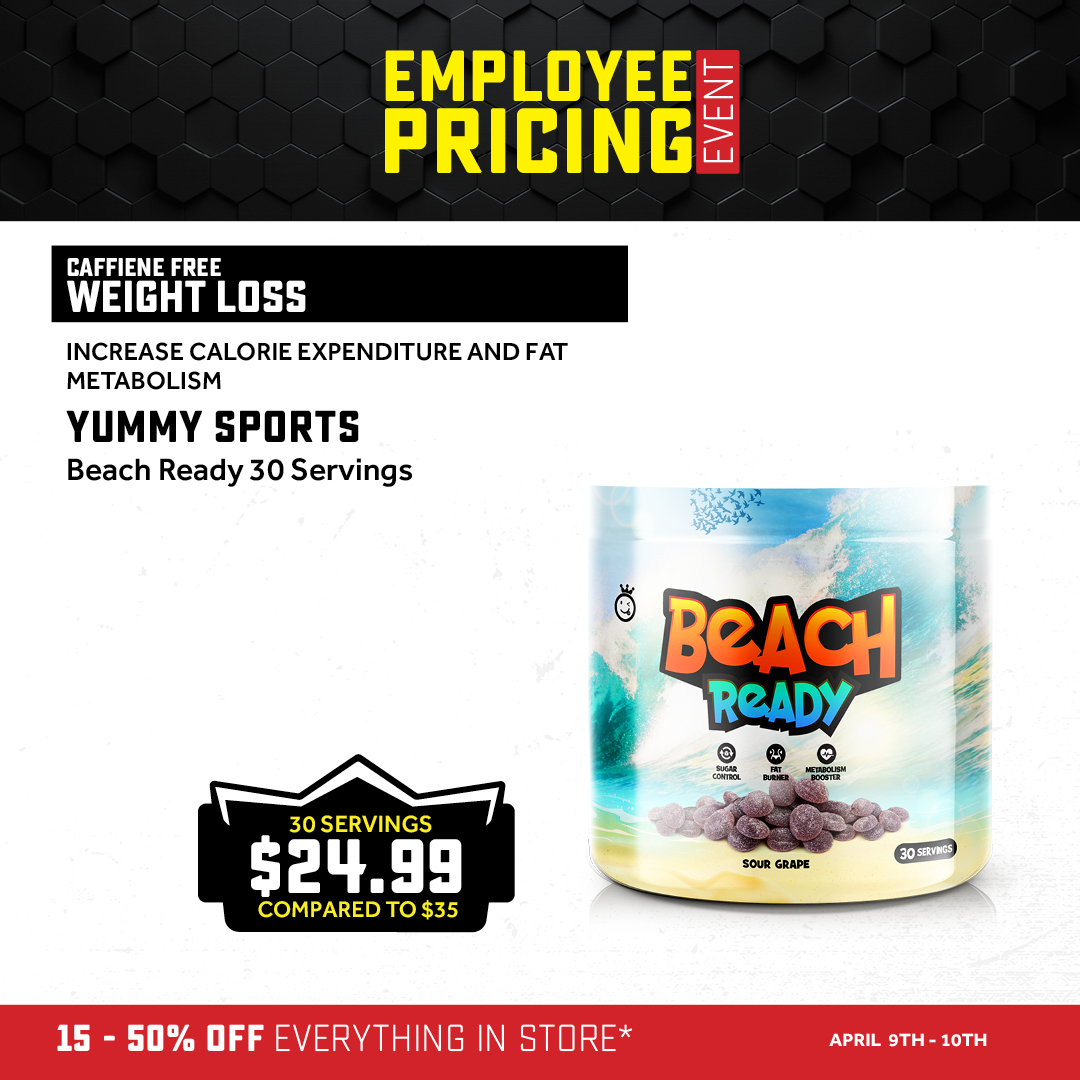 EMPLOYEE
PRICING
EVENT
CAFFIENE FREE
WEIGHT LOSS
INCREASE CALORIE EXPENDITURE AND FAT
METABOLISM
YUMMY SPORTS
Beach Ready 30 Servings
BEACH
READY
SUGAR
CONTROL
FAT
BURNER
METABOLISM
BOOSTER
SOUR GRAPE
30 SERVINGS
30 SERVINGS
$24.99
COMPARED TO $35
15 - 50% OFF EVERYTHING IN STORE*
APRIL 9TH - 10TH